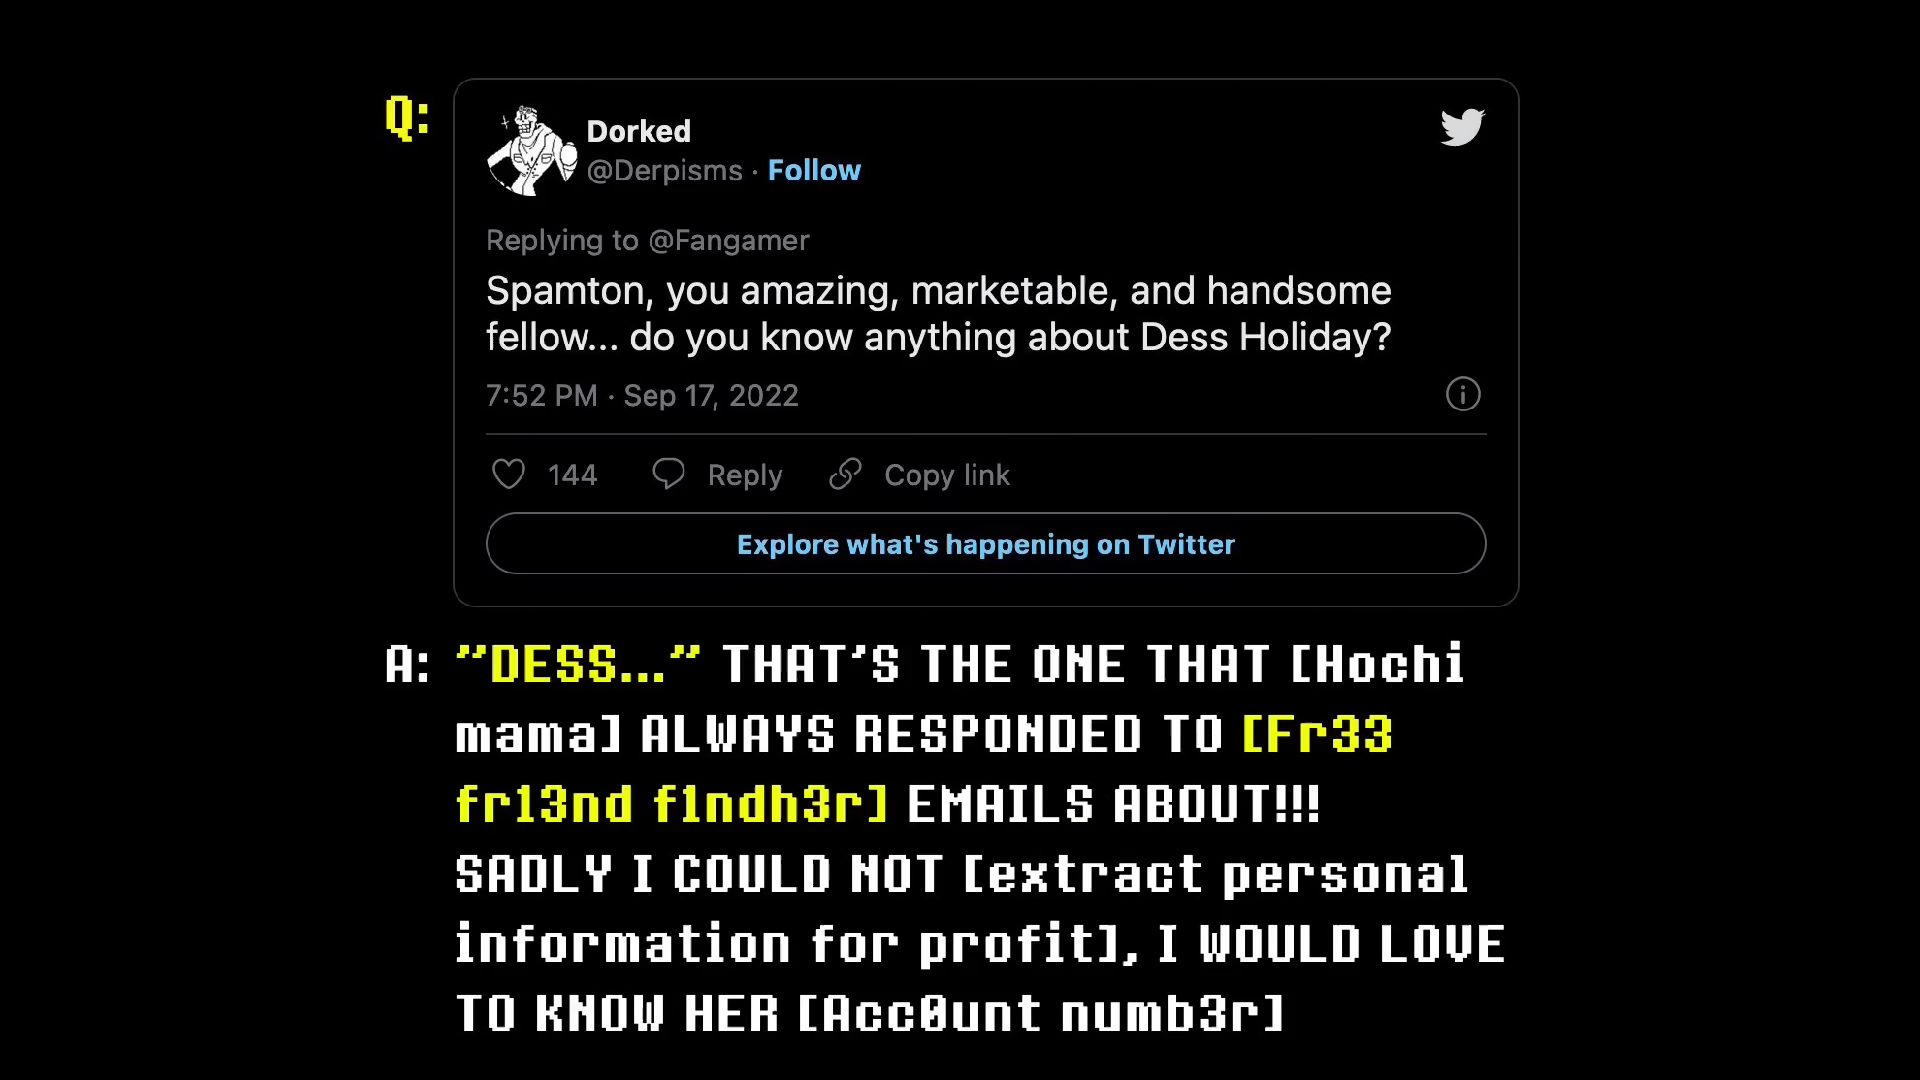 Q:
Dorked
@Derpisms · Follow
Replying to @Fangamer
Spamton, you amazing, marketable, and handsome
fellow... do you know anything about Dess Holiday?
7:52 PM · Sep 17, 2022
144 Reply Copy link
Explore what's happening on Twitter
A: "DESS..." THAT'S THE ONE THAT [Hochi
mama] ALWAYS RESPONDED TO [Fr33
fr13nd f1ndh3r] EMAILS ABOUT!!!
SADLY I COULD NOT [extract personal
information for profit], I WOULD LOVE
TO KNOW HER [Acc0unt numb3r]